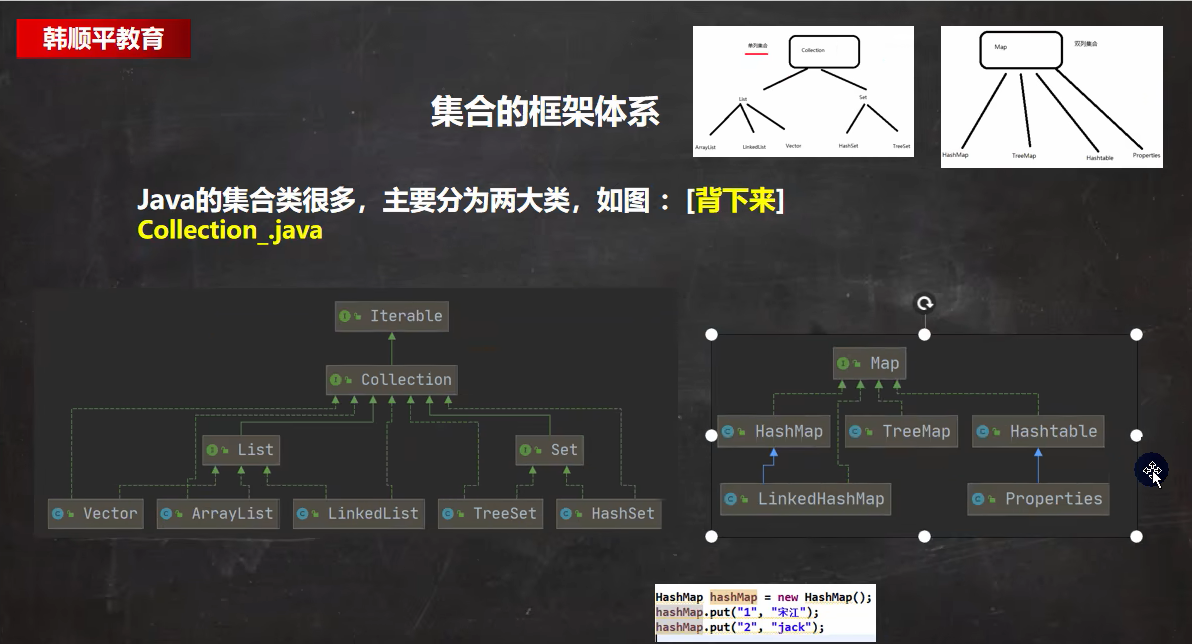 韩顺平教育
单列集合
Collection
List
Set
ArrayList
LinkedList
Vector
HashSet
TreeSet
Map
双列集合
HashMap
TreeMap
Hashtable
Properties
集合的框架体系
Java的集合类很多，主要分为两大类，如图 ：[背下来]
Collection_.java
Iterable
Collection
List
Set
Vector
ArrayList
LinkedList
TreeSet
HashSet
Map
HashMap
TreeMap
Hashtable
LinkedHashMap
Properties
HashMap hashMap = new HashMap();
hashMap.put("1", "宋江");
hashMap.put("2", "jack");